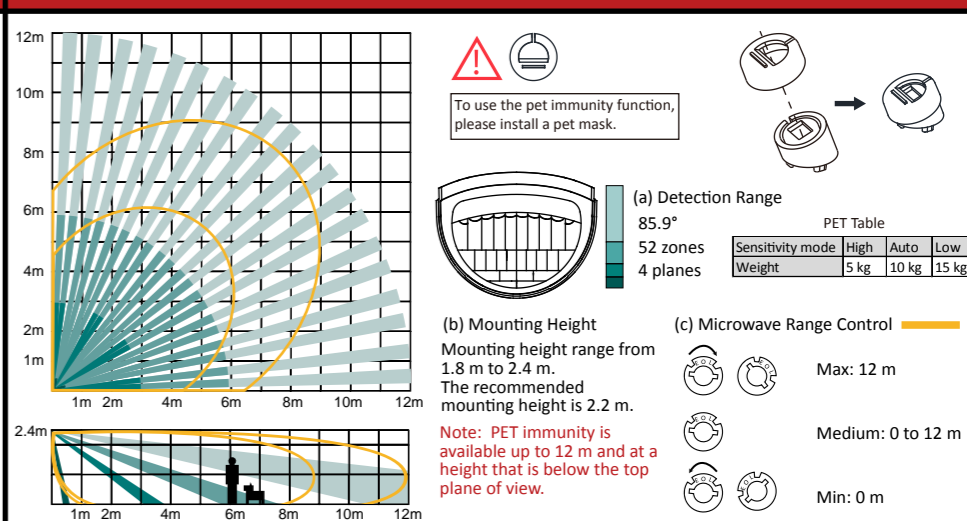 12m
10m
8m
6m
4m
2m
1m
1m 2m 4m 6m 8m 10m 12m
2.4m
1m 2m 4m 6m 8m 12m
To use the pet immunity function,
please install a pet mask.
(a) Detection Range
85.9°
52 zones
4 planes
PET Table
Sensitivity mode High Auto Low
Weight 5 kg 10 kg 15 kg
(b) Mounting Height
Mounting height range from
1.8 m to 2.4 m.
The recommended
mounting height is 2.2 m.
Note: PET immunity is
available up to 12 m and at a
height that is below the top
plane of view.
(c) Microwave Range Control
Max: 12 m
Medium: 0 to 12 m
Min: 0 m